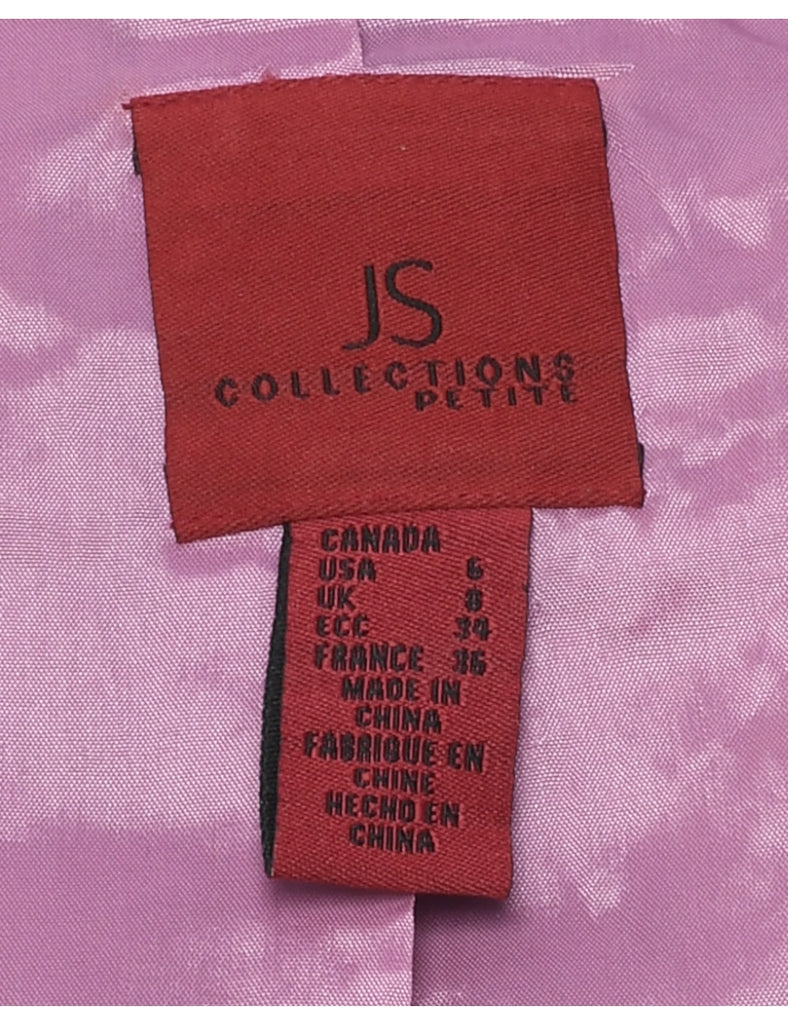 JS
COLLECTIONS
PETITE
CANADA
USA 6
UK 8
ECC 34
FRANCE 36
MADE IN
CHINA
FABRIQUE EN
CHINE
HECHO EN
CHINA